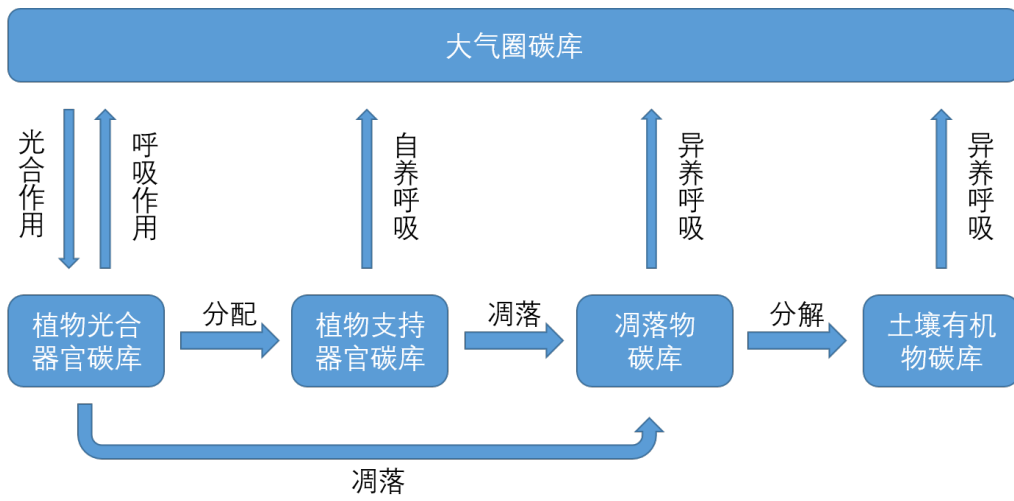 大气圈碳库
光合作用
呼吸作用
自养呼吸
异养呼吸
异养呼吸
植物光合
器官碳库
分配
植物支持
器官碳库
凋落
凋落物
碳库
分解
土壤有机
物碳库
凋落